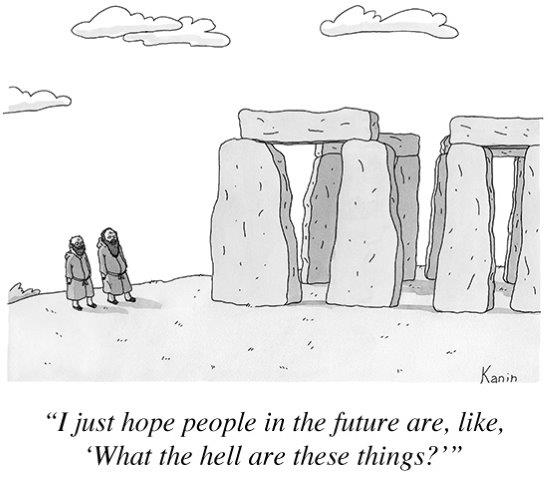 Kanin
“I just hope people in the future are, like,
‘What the hell are these things?’”